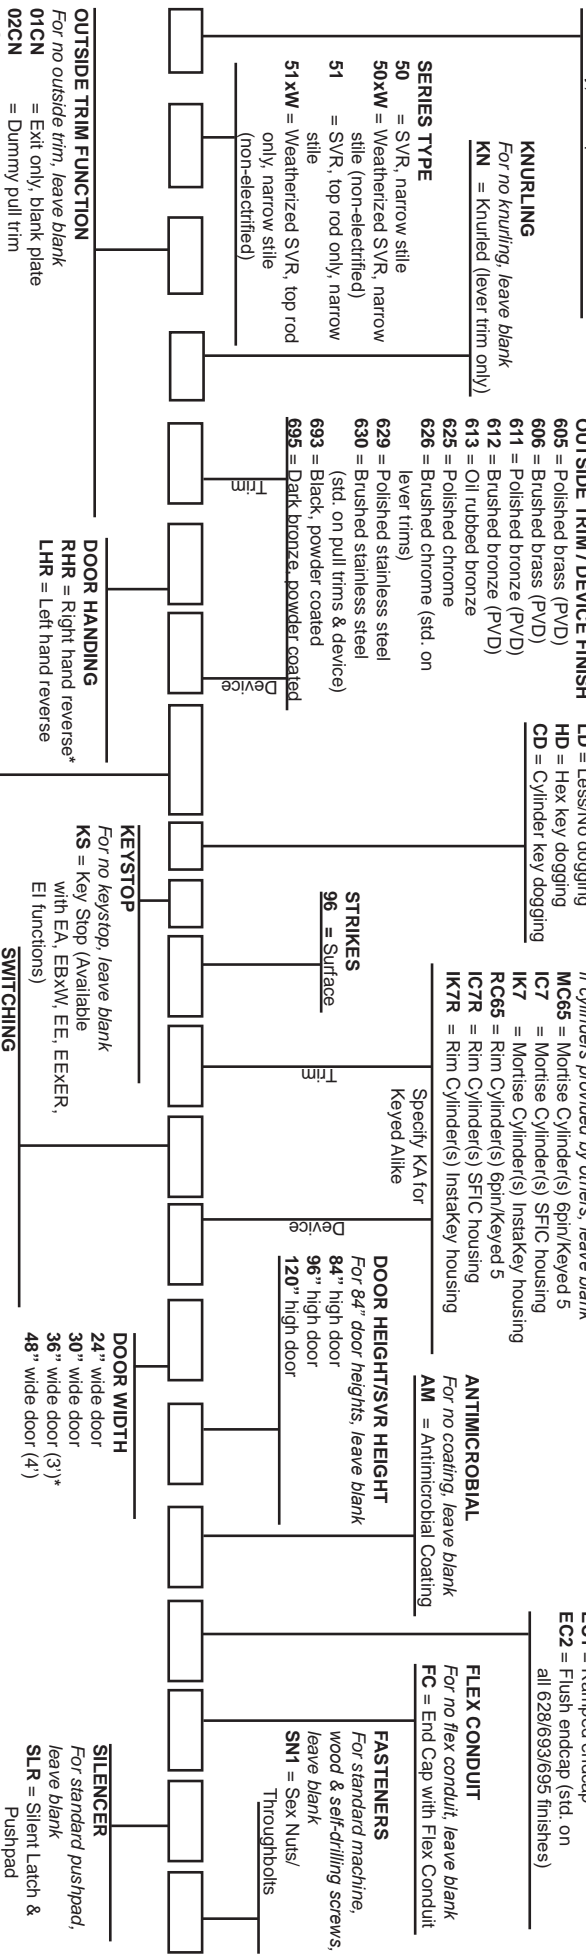 SERIES TYPE
50 = SVR, narrow stile
50xW = Weatherized SVR, narrow
stile (non-electrified)
51 = SVR, top rod only, narrow
stile
51xW = Weatherized SVR, top rod
only, narrow stile
(non-electrified)
OUTSIDE TRIM FUNCTION
For no outside trim, leave blank
01CN = Exit only, blank plate
02CN = Dummy pull trim
KNURLING
For no knurling, leave blank
KN = Knurled (lever trim only)
OUTSIDE TRIM / DEVICE FINISH
605 = Polished brass (PVD)
606 = Brushed brass (PVD)
611 = Polished bronze (PVD)
612 = Brushed bronze (PVD)
613 = Oil rubbed bronze
625 = Polished chrome
626 = Brushed chrome (std. on
lever trims)
629 = Polished stainless steel
630 = Brushed stainless steel
(std. on pull trims & device)
693 = Black, powder coated
695 = Dark bronze, powder coated
Trim
Device
DOOR HANDING
RHR = Right hand reverse*
LHR = Left hand reverse
LD = Less/No dogging
HD = Hex key dogging
CD = Cylinder key dogging
KEYSTOP
For no keystop, leave blank
KS = Key Stop (Available
with EA, EBxW, EE, EExER,
EI functions)
STRIKES
96 = Surface
SWITCHING
If cylinders provided by others, leave blank
MC65 = Mortise Cylinder(s) 6pin/Keyed 5
IC7 = Mortise Cylinder(s) SFIC housing
IK7 = Mortise Cylinder(s) InstaKey housing
RC65 = Rim Cylinder(s) 6pin/Keyed 5
IC7R = Rim Cylinder(s) SFIC housing
IK7R = Rim Cylinder(s) InstaKey housing
Specify KA for
Keyed Alike
Trim
Device
DOOR WIDTH
24” wide door
30” wide door
36” wide door (3’)*
48” wide door (4’)
DOOR HEIGHT/SVR HEIGHT
For 84” door heights, leave blank
84” high door
96” high door
120” high door
ANTIMICROBIAL
For no coating, leave blank
AM = Antimicrobial Coating
EC2 = Flush endcap (std. on
all 628/693/695 finishes)
FLEX CONDUIT
For no flex conduit, leave blank
FC = End Cap with Flex Conduit
SILENCER
For standard pushpad,
leave blank
SLR = Silent Latch &
Pushpad
FASTENERS
For standard machine,
wood & self-drilling screws,
leave blank
SN1 = Sex Nuts/
Throughbolts